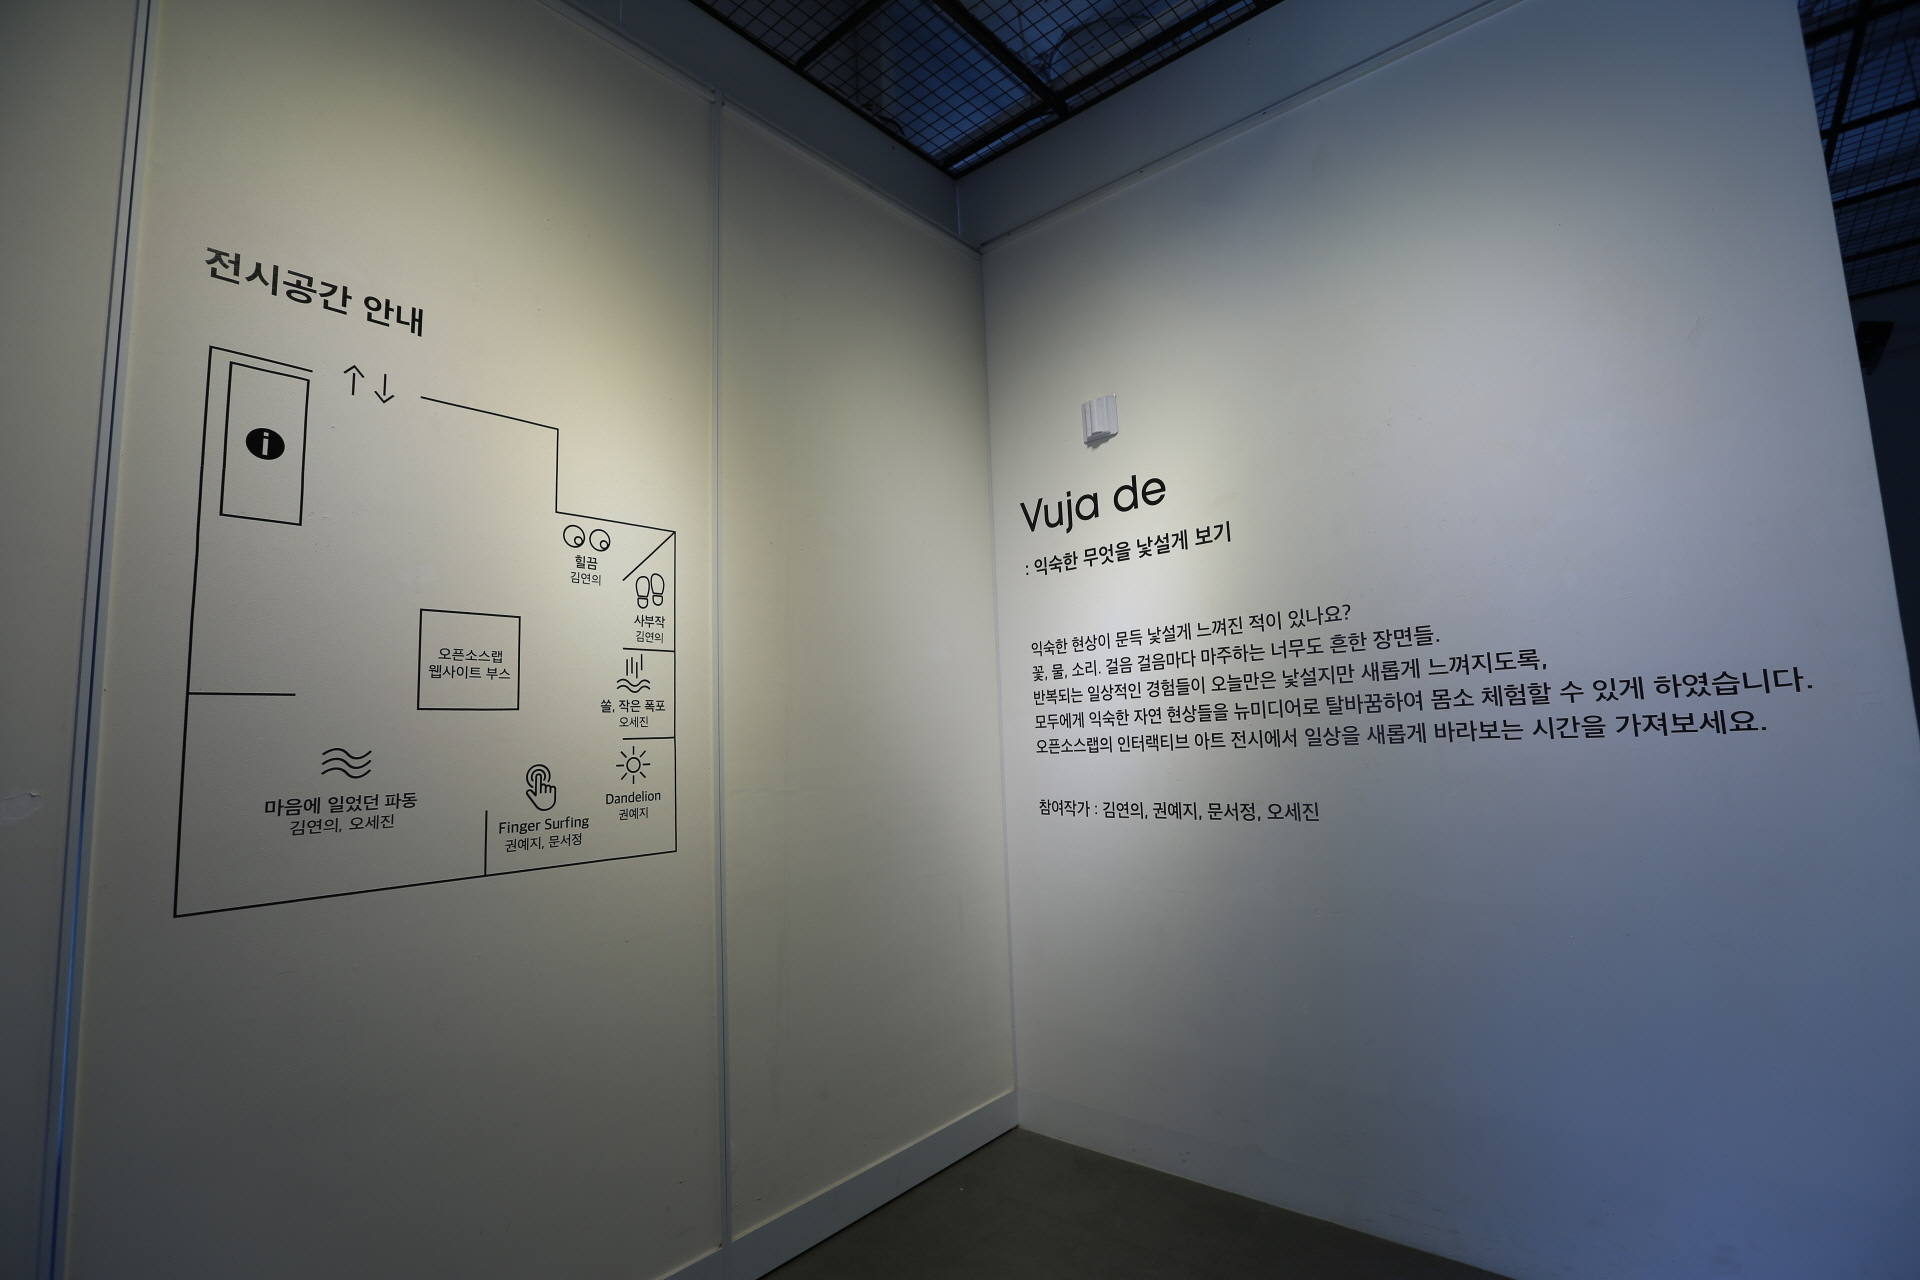 전시공간 안내
i
힐끔
김연의
사부작
김연의
오픈소스랩
웹사이트 부스
쏠, 작은 폭포
오세진
마음에 일었던 파동
김연의, 오세진
Finger Surfing
권예지, 문서정
Dandelion
권예지
Vuja de
: 익숙한 무엇을 낯설게 보기
익숙한 현상이 문득 낯설게 느껴진 적이 있나요?
꽃, 물, 소리. 걸음 걸음마다 마주하는 너무도 흔한 장면들.
반복되는 일상적인 경험들이 오늘만은 낯설지만 새롭게 느껴지도록,
모두에게 익숙한 자연 현상들을 뉴미디어로 탈바꿈하여 몸소 체험할 수 있게 하였습니다.
오픈소스랩의 인터랙티브 아트 전시에서 일상을 새롭게 바라보는 시간을 가져보세요.
참여작가 : 김연의, 권예지, 문서정, 오세진